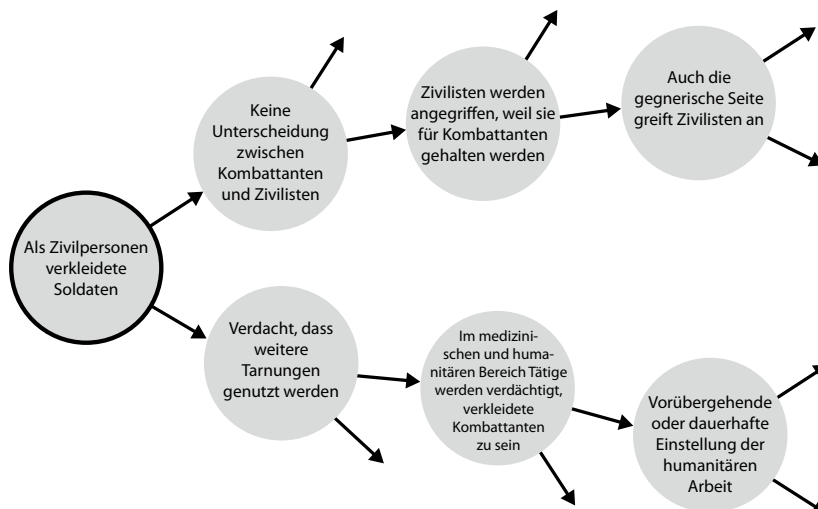 Als Zivilpersonen
verkleidete
Soldaten
Keine
Unterscheidung
zwischen
Kombattanten
und Zivilisten
Zivilisten werden
angegriffen, weil sie
für Kombattanten
gehalten werden
Auch die
gegnerische Seite
greift Zivilisten an
Verdacht, dass
weitere
Tarnungen
genutzt werden
Im medizini-
schen und huma-
nitären Bereich Tätige
werden verdächtigt,
verkleidete
Kombattanten
zu sein
Vorübergehende
oder dauerhafte
Einstellung der
humanitären
Arbeit